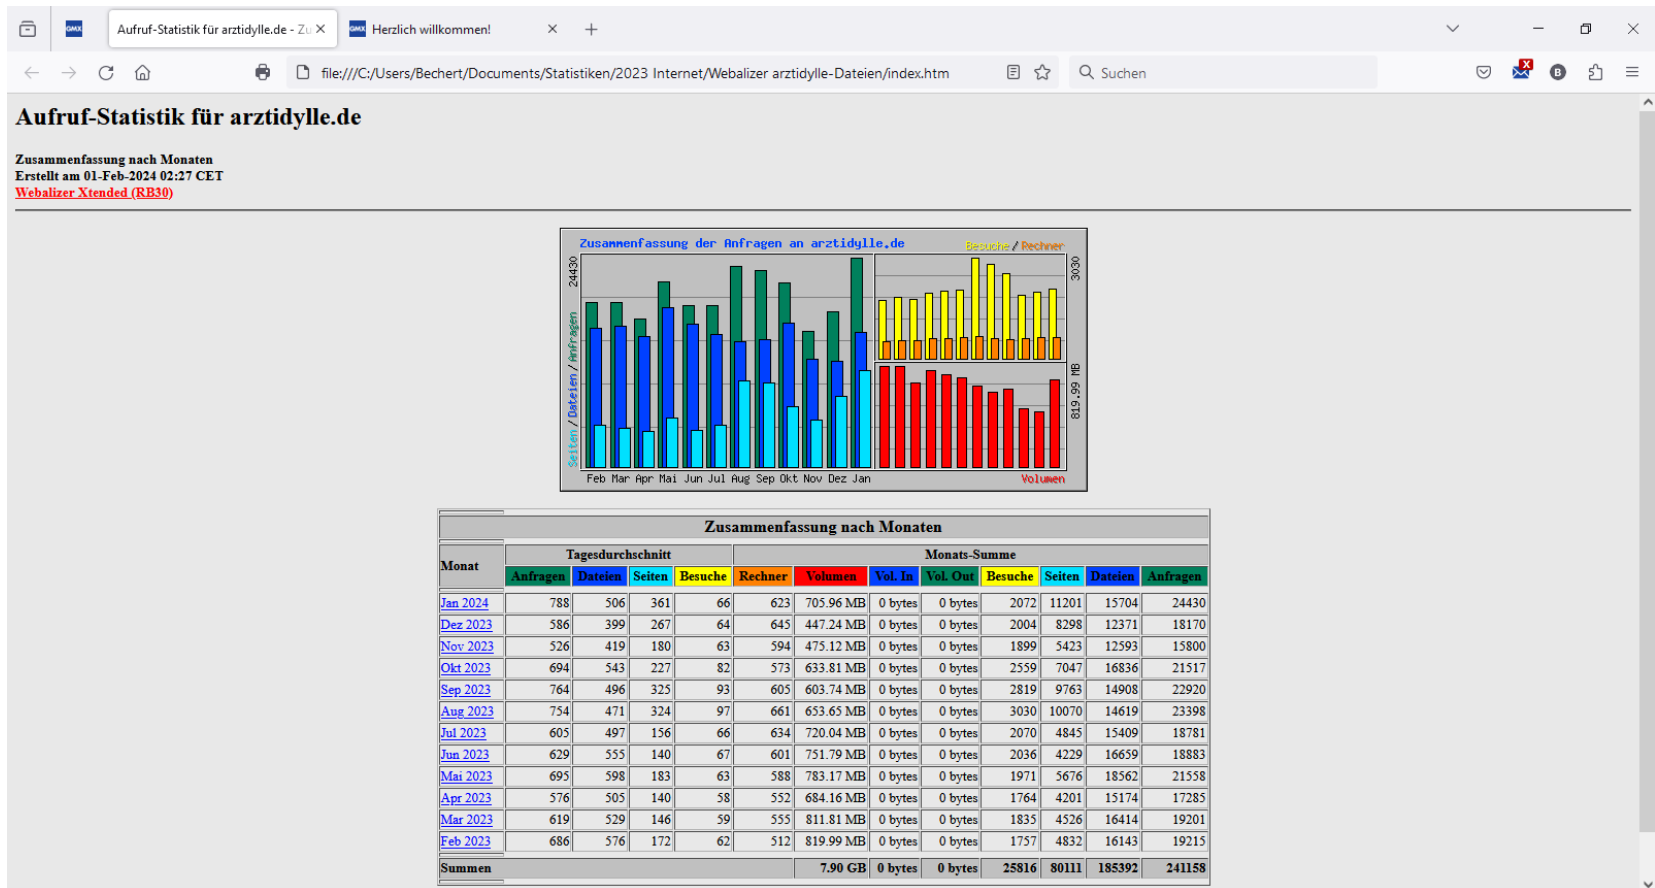 GMX
Aufruf-Statistik für arztidylle.de - Zu
GMX
Herzlich willkommen!
file:///C:/Users/Bechert/Documents/Statistiken/2023 Internet/Webalizer arztidylle-Dateien/index.htm
Suchen
X
B
Aufruf-Statistik für arztidylle.de
Zusammenfassung nach Monaten
Erstellt am 01-Feb-2024 02:27 CET
Webalizer Xtended (RB30)
Zusammenfassung der Anfragen an arztidylle.de
Besuche / Rechner
24430
3030
Seiten / Dateien / Anfragen
819.99 MB
Feb Mar Apr Mai Jun Jul Aug Sep Okt Nov Dez Jan
Volumen
Zusammenfassung nach Monaten
Monat Tagesdurchschnitt Monats-Summe
Anfragen Dateien Seiten Besuche Rechner Volumen Vol. In Vol. Out Besuche Seiten Dateien Anfragen
Jan 2024 788 506 361 66 623 705.96 MB 0 bytes 0 bytes 2072 11201 15704 24430
Dez 2023 586 399 267 64 645 447.24 MB 0 bytes 0 bytes 2004 8298 12371 18170
Nov 2023 526 419 180 63 594 475.12 MB 0 bytes 0 bytes 1899 5423 12593 15800
Okt 2023 694 543 227 82 573 633.81 MB 0 bytes 0 bytes 2559 7047 16836 21517
Sep 2023 764 496 325 93 605 603.74 MB 0 bytes 0 bytes 2819 9763 14908 22920
Aug 2023 754 471 324 97 661 653.65 MB 0 bytes 0 bytes 3030 10070 14619 23398
Jul 2023 605 497 156 66 634 720.04 MB 0 bytes 0 bytes 2070 4845 15409 18781
Jun 2023 629 555 140 67 601 751.79 MB 0 bytes 0 bytes 2036 4229 16659 18883
Mai 2023 695 598 183 63 588 783.17 MB 0 bytes 0 bytes 1971 5676 18562 21558
Apr 2023 576 505 140 58 552 684.16 MB 0 bytes 0 bytes 1764 4201 15174 17285
Mar 2023 619 529 146 59 555 811.81 MB 0 bytes 0 bytes 1835 4526 16414 19201
Feb 2023 686 576 172 62 512 819.99 MB 0 bytes 0 bytes 1757 4832 16143 19215
Summen 7.90 GB 0 bytes 0 bytes 25816 80111 185392 241158